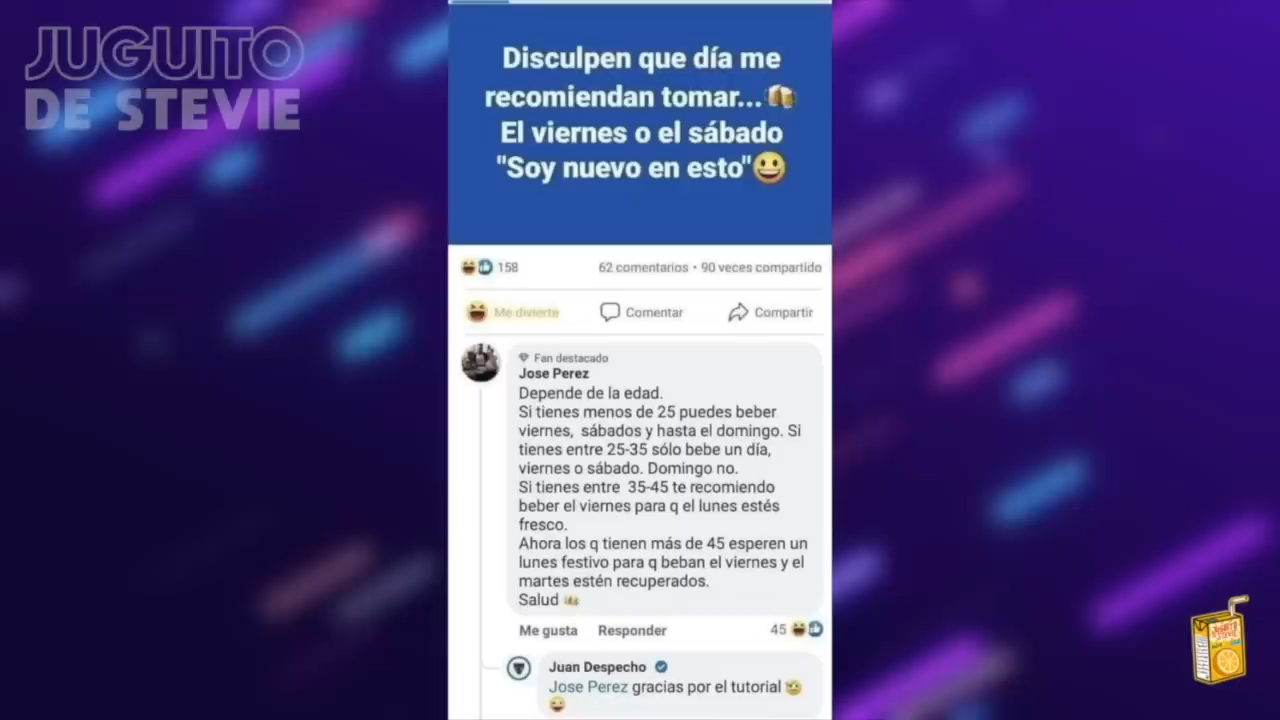 JUGUITO
DE STEVIE
Disculpen que día me
recomiendan tomar...🍻
El viernes o el sábado
"Soy nuevo en esto"😀
158
62 comentarios • 90 veces compartido
Me divierte
Comentar
Compartir
Fan destacado
Jose Perez
Depende de la edad.
Si tienes menos de 25 puedes beber
viernes, sábados y hasta el domingo. Si
tienes entre 25-35 sólo bebe un día,
viernes o sábado. Domingo no.
Si tienes entre 35-45 te recomiendo
beber el viernes para q el lunes estés
fresco.
Ahora los q tienen más de 45 esperen un
lunes festivo para q beban el viernes y el
martes estén recuperados.
Salud 🍻
Me gusta
Responder
45
Juan Despecho
Jose Perez gracias por el tutorial
JUGUITO
DE STEVIE